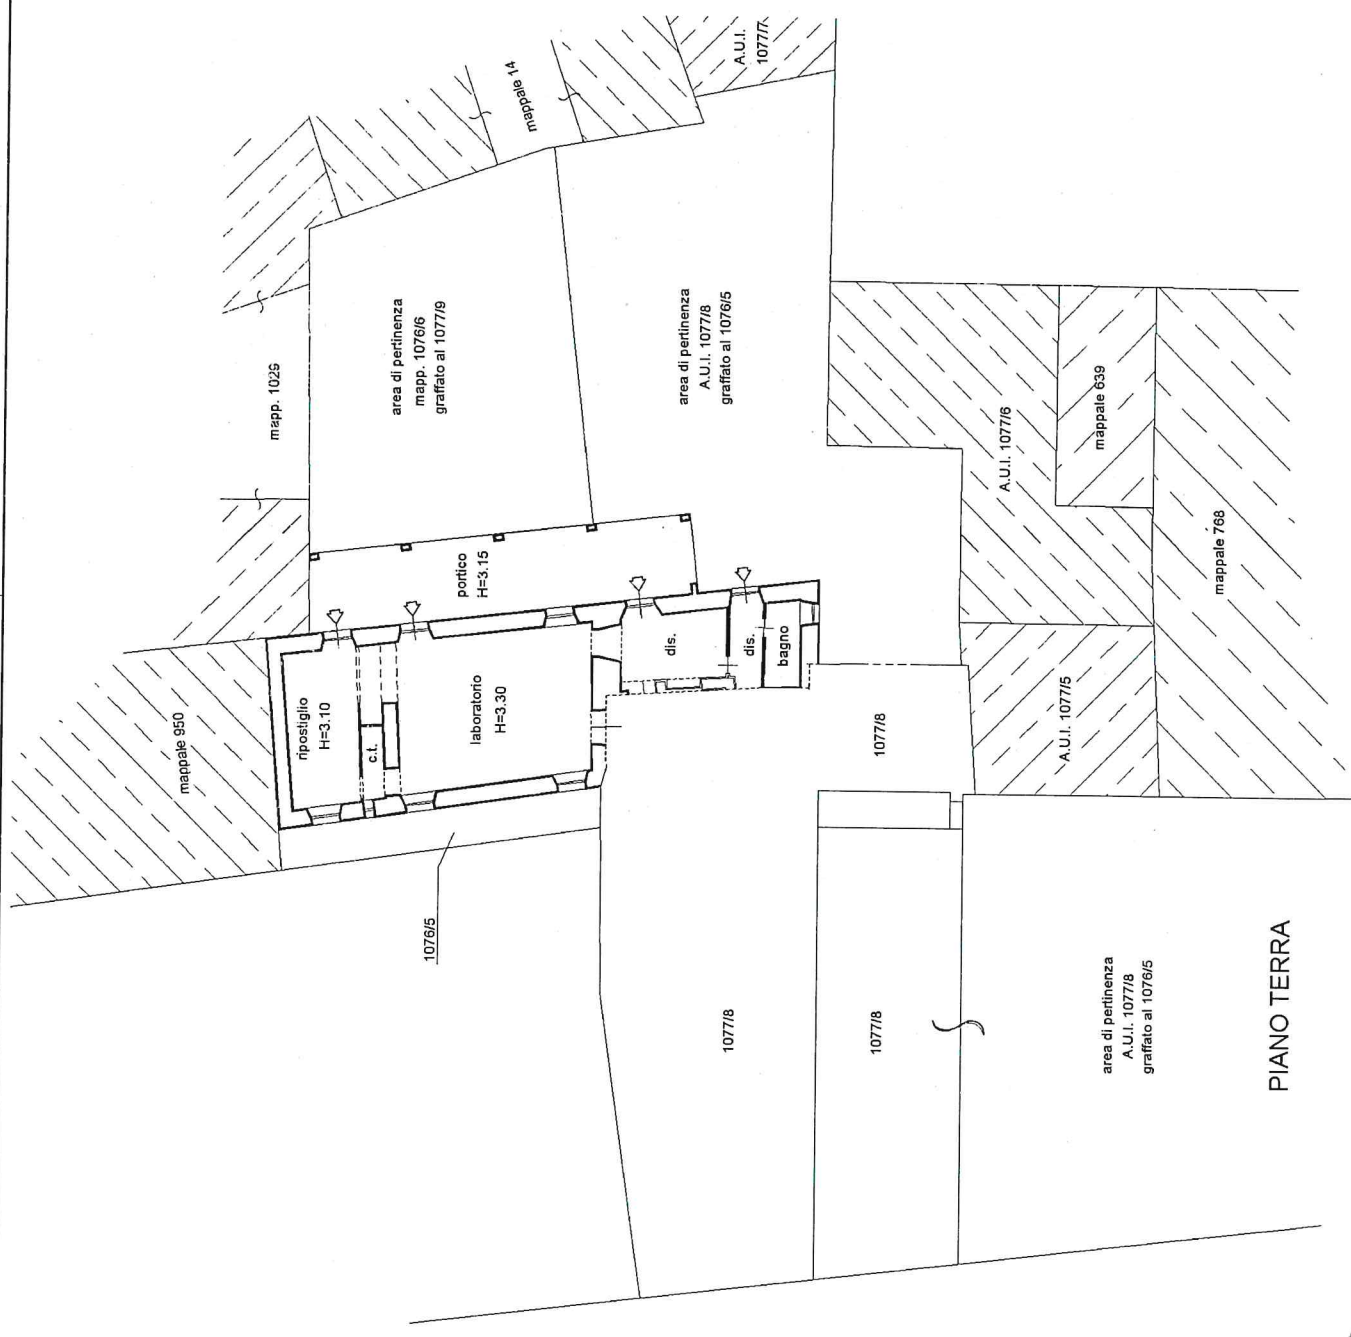 A.U.I.
1077/7
mappale 14
mapp. 1029
area di pertinenza
mapp. 1076/6
graffato al 1077/9
area di pertinenza
A.U.I. 1077/8
graffato al 1076/5
mappale 639
A.U.I. 1077/6
mappale 768
portico
H=3.15
dis.
dis.
bagno
ripostiglio
H=3.10
c.t.
laboratorio
H=3.30
mappale 950
A.U.I. 1077/5
1077/8
1076/5
1077/8
1077/8
area di pertinenza
A.U.I. 1077/8
graffato al 1076/5
PIANO TERRA